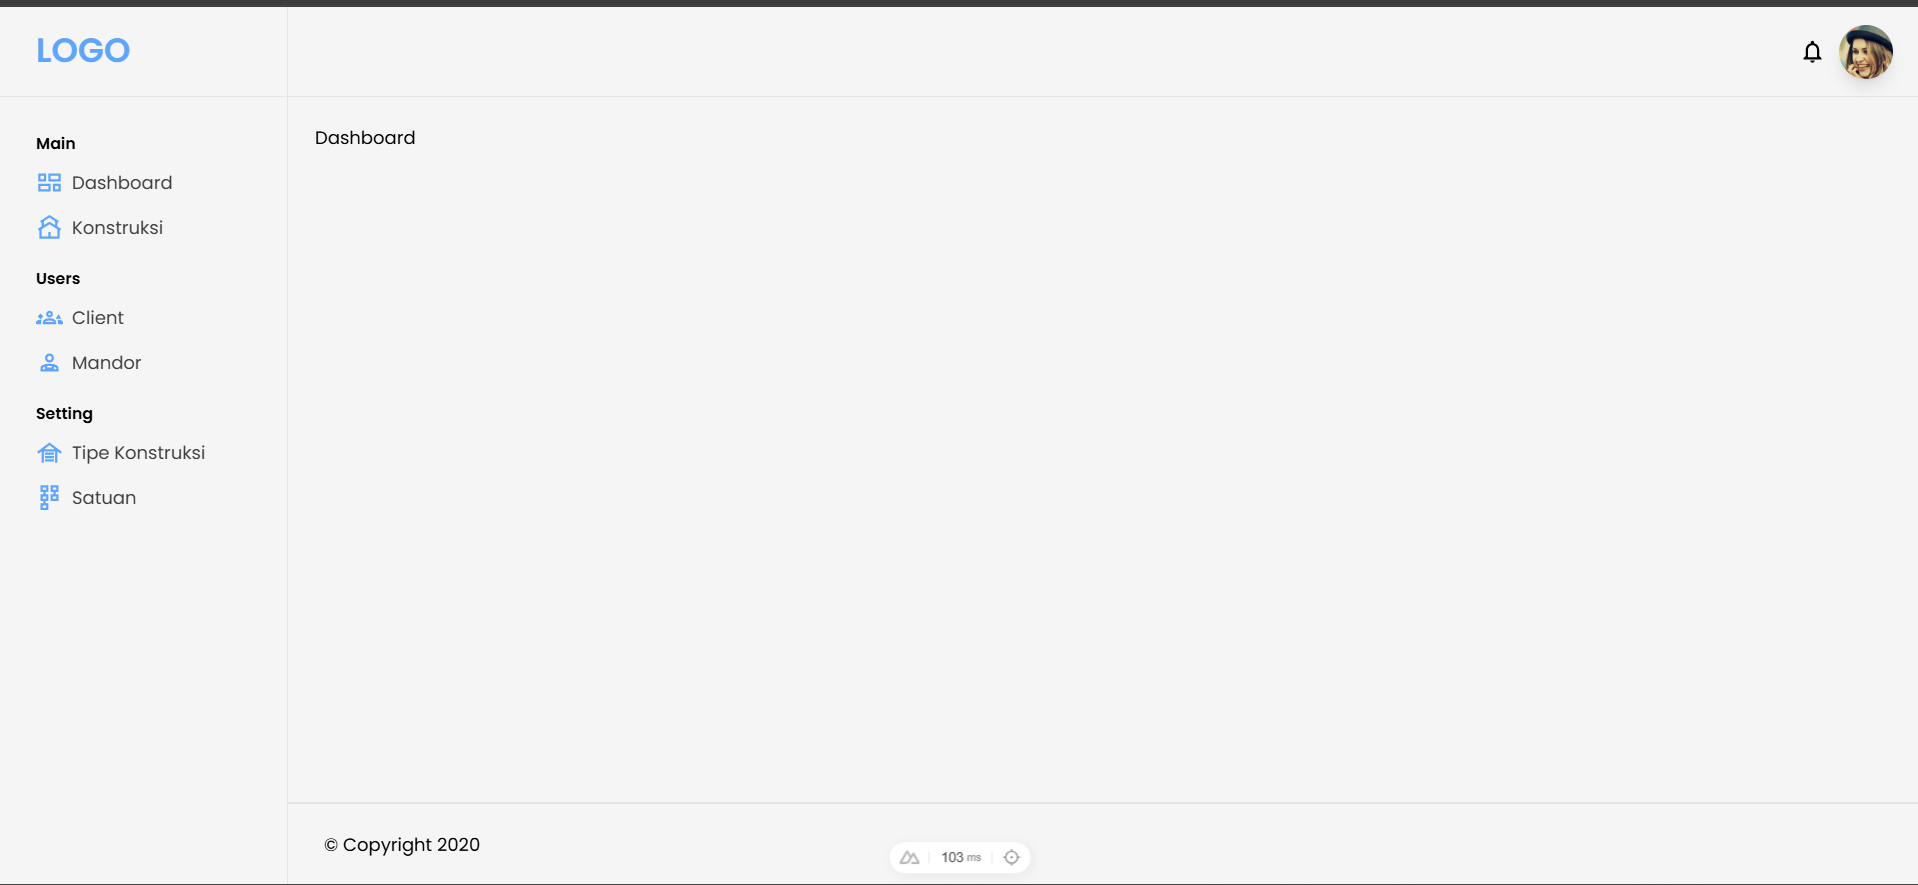 LOGO
Main
Dashboard
Konstruksi
Users
Client
Mandor
Setting
Tipe Konstruksi
Satuan
Dashboard
© Copyright 2020
103 ms